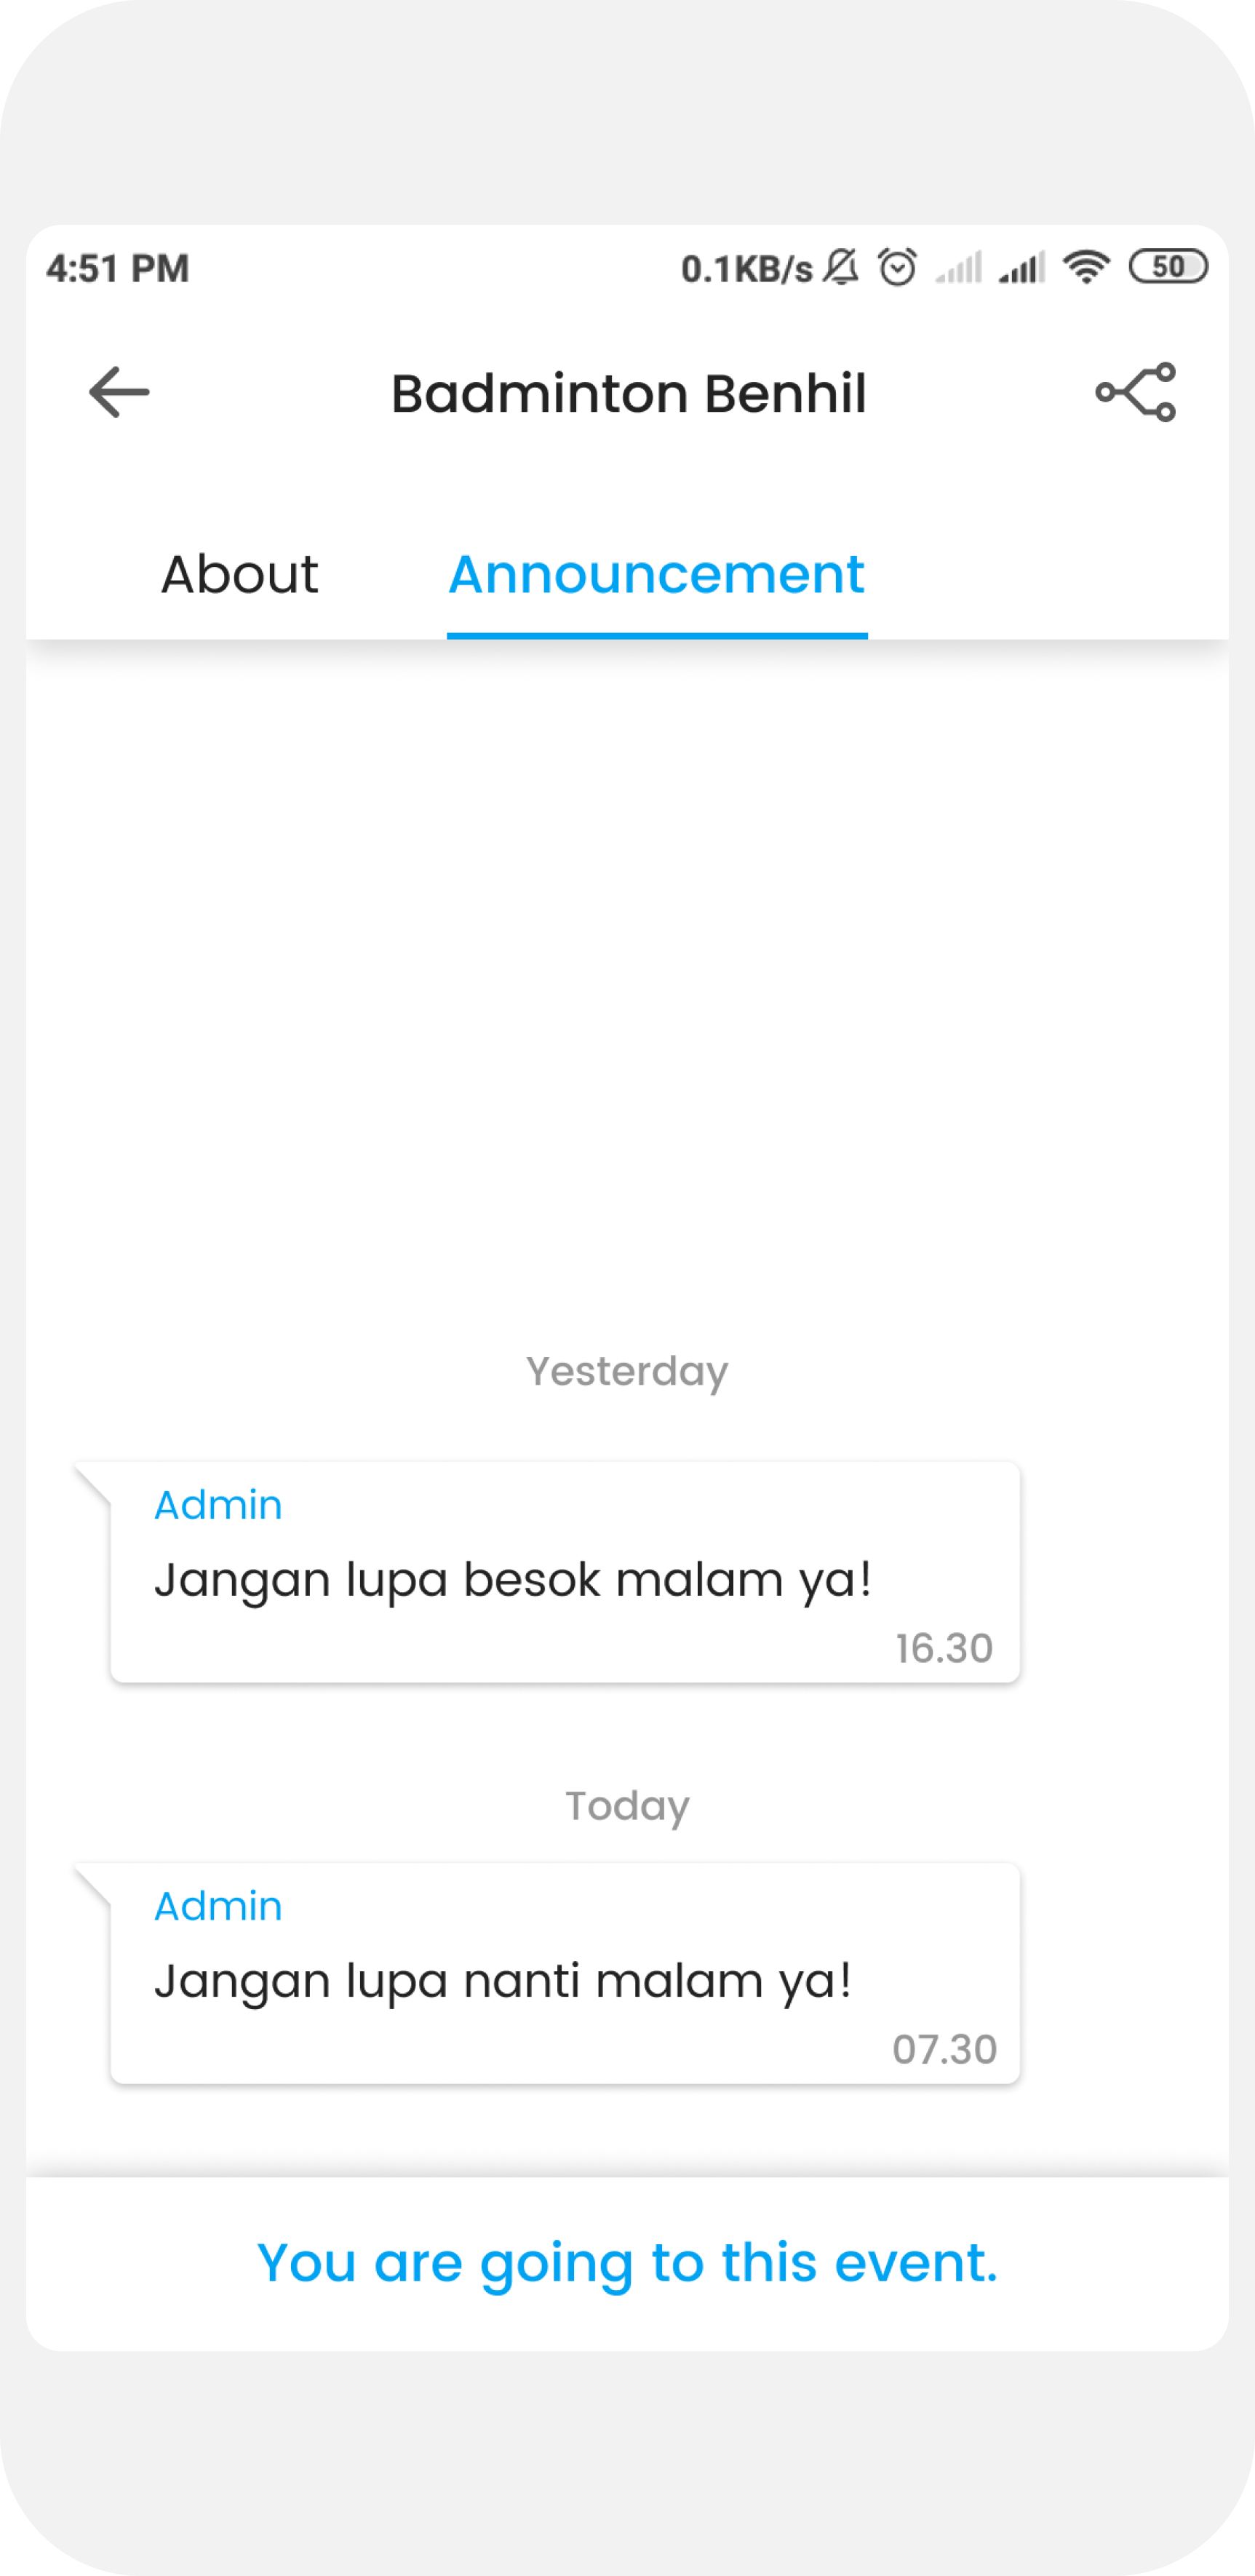 4:51 PM 0.1KB/s 50
Badminton Benhil
About Announcement
Yesterday
Admin
Jangan lupa besok malam ya!
16.30
Today
Admin
Jangan lupa nanti malam ya!
07.30
You are going to this event.